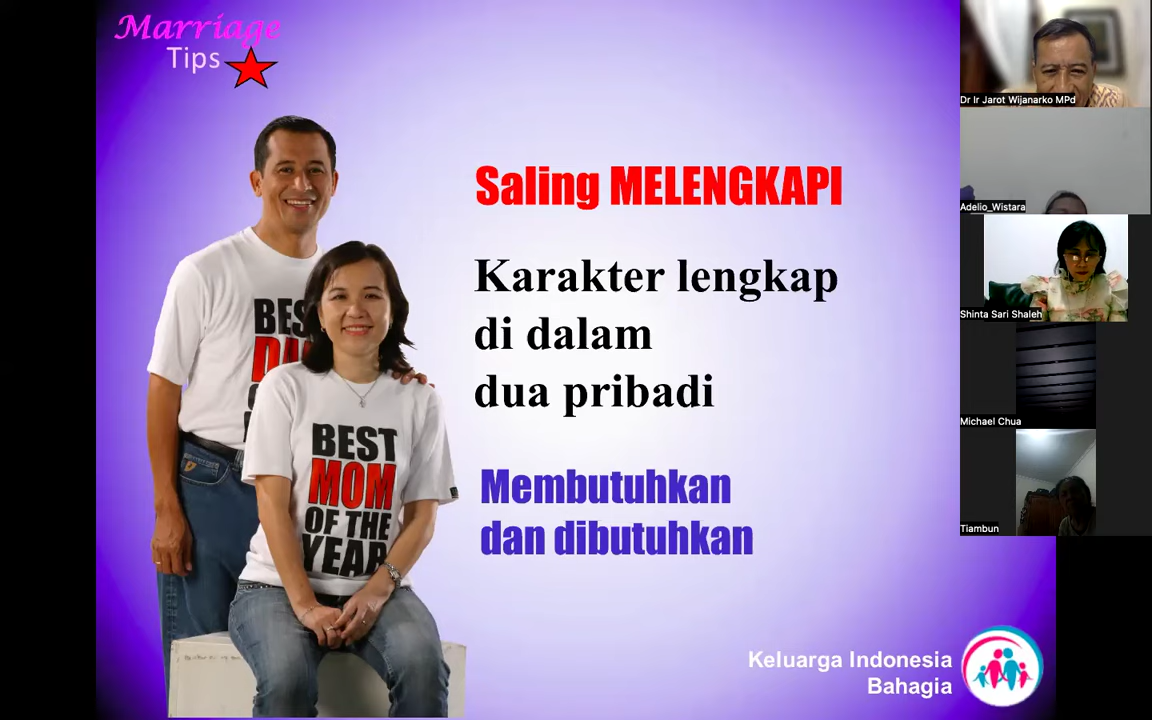 Marriage
Tips
Saling MELENGKAPI
Karakter lengkap
di dalam
dua pribadi
Membutuhkan
dan dibutuhkan
BES
BEST
MOM
OF THE
YEAR
Keluarga Indonesia
Bahagia
Dr Ir Jarot Wijanarko MPd
Adelio_Wistara
Shinta Sari Shaleh
Michael Chua
Tiambun